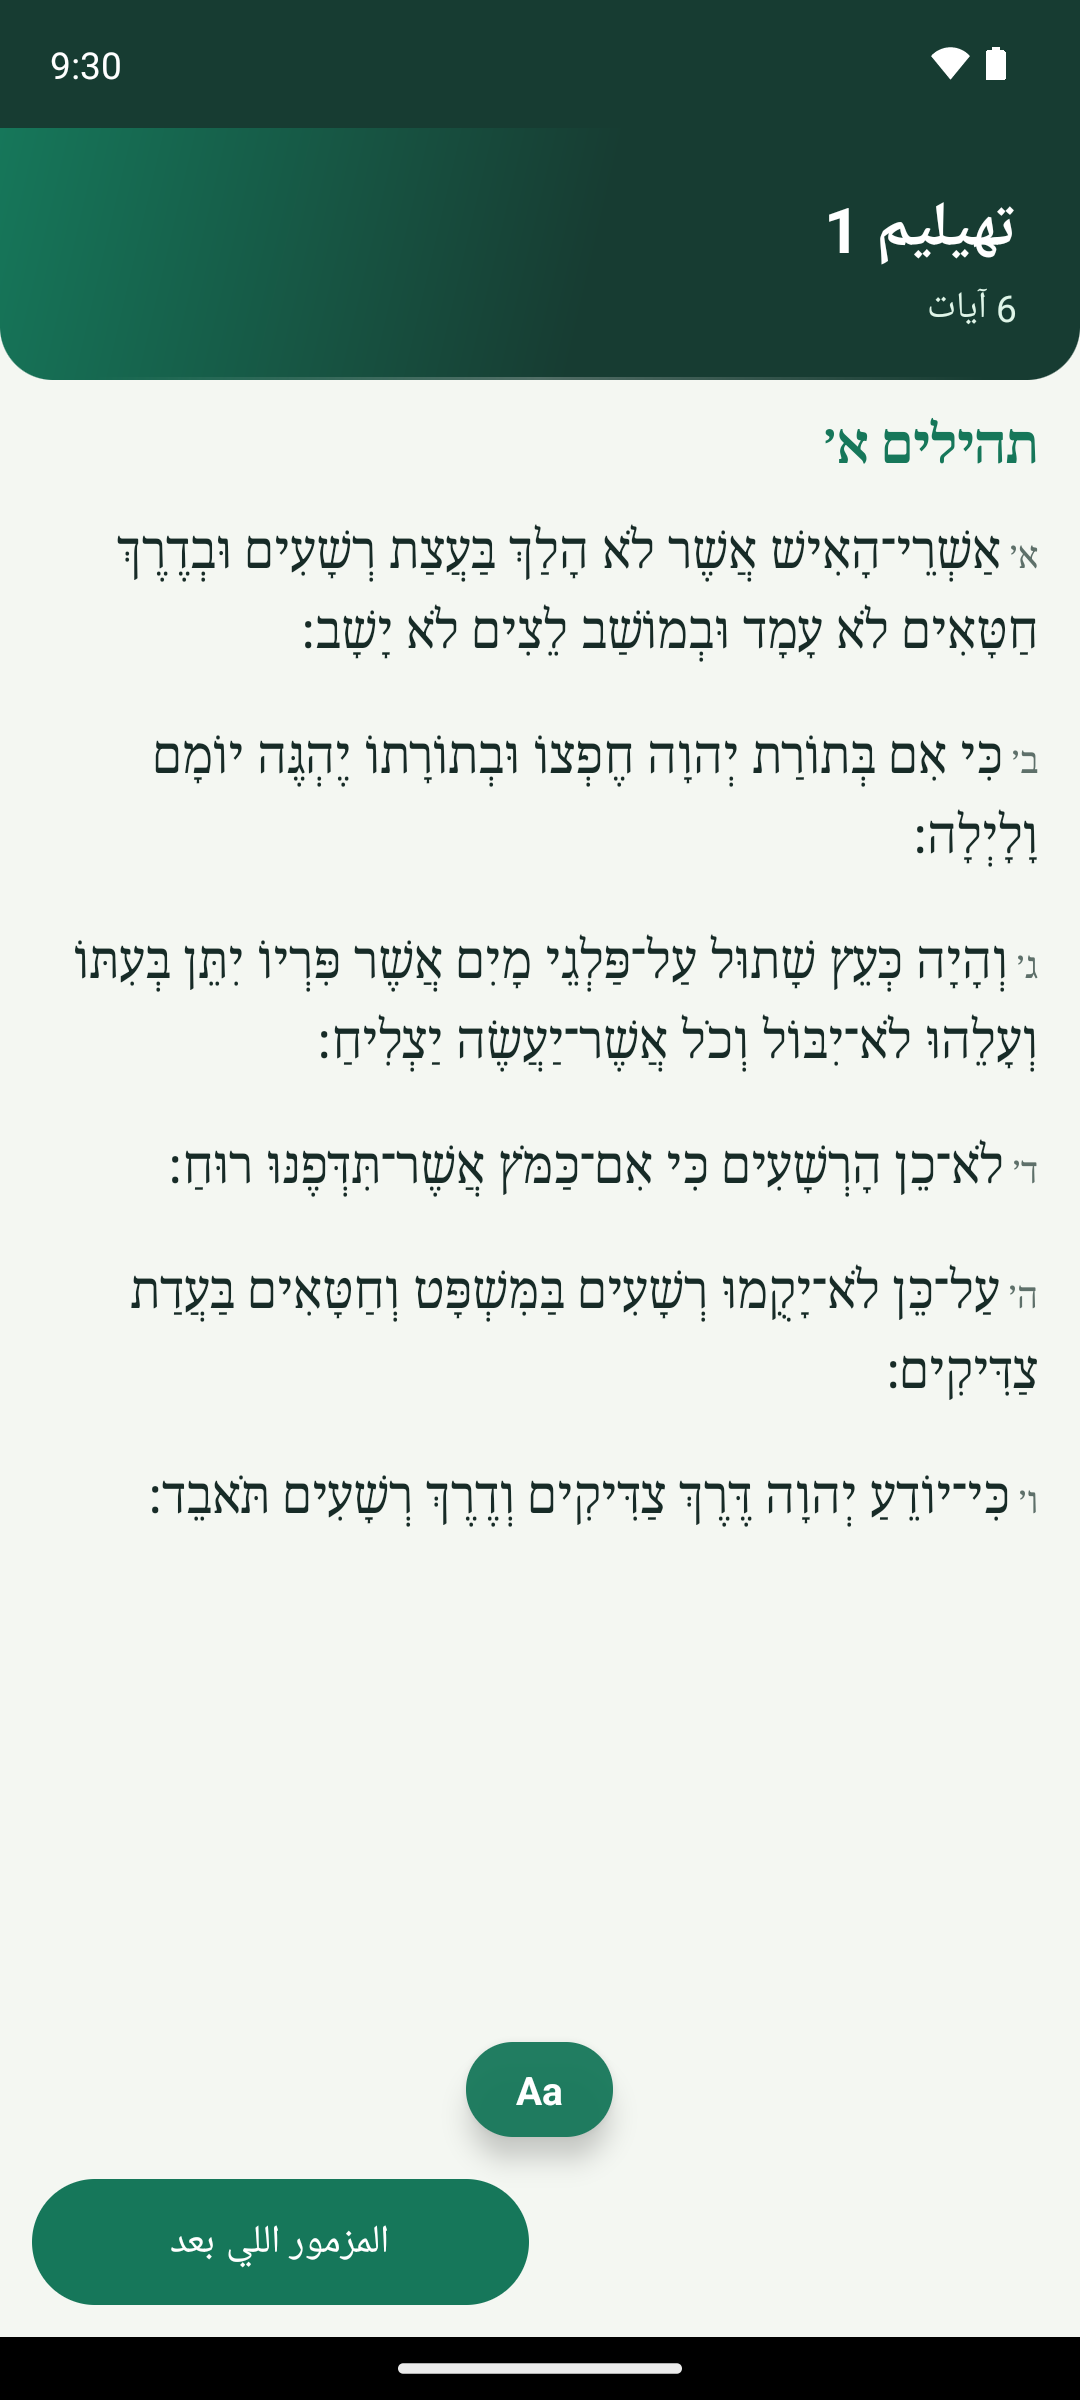 9:30
تهيليم 1
6 آيات
תהילים א׳
א׳ אַשְׁרֵי־הָאִישׁ אֲשֶׁר לֹא הָלַךְ בַּעֲצַת רְשָׁעִים וּבְדֶרֶךְ
חַטָּאִים לֹא עָמָד וּבְמוֹשַׁב לֵצִים לֹא יָשָׁב׃
ב׳ כִּי אִם בְּתוֹרַת יְהוָה חֶפְצוֹ וּבְתוֹרָתוֹ יֶהְגֶּה יוֹמָם
וָלָיְלָה׃
ג׳ וְהָיָה כְּעֵץ שָׁתוּל עַל־פַּלְגֵי מָיִם אֲשֶׁר פִּרְיוֹ יִתֵּן בְּעִתּוֹ
וְעָלֵהוּ לֹא־יִבּוֹל וְכֹל אֲשֶׁר־יַעֲשֶׂה יַצְלִיחַ׃
ד׳ לֹא־כֵן הָרְשָׁעִים כִּי אִם־כַּמֹּץ אֲשֶׁר־תִּדְּפֶנּוּ רוּחַ׃
ה׳ עַל־כֵּן לֹא־יָקֻמוּ רְשָׁעִים בַּמִּשְׁפָּט וְחַטָּאִים בַּעֲדַת
צַדִּיקִים׃
ו׳ כִּי־יוֹדֵעַ יְהוָה דֶּרֶךְ צַדִּיקִים וְדֶרֶךְ רְשָׁעִים תֹּאבֵד׃
Aa
المزمور اللي بعد